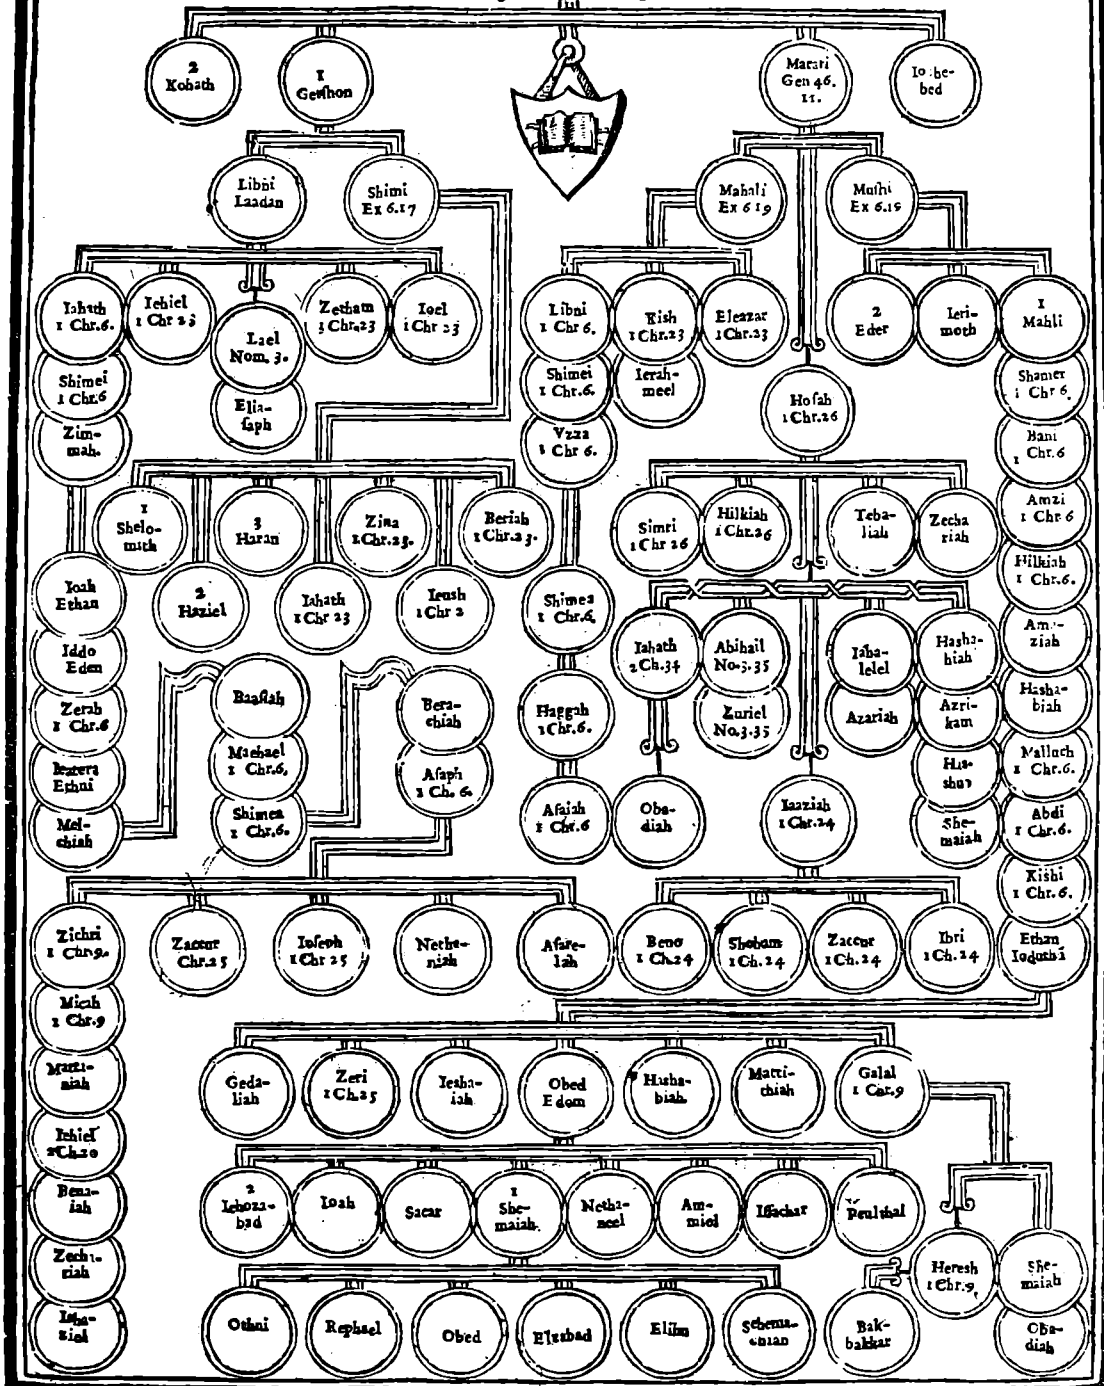 2
Kohath
1
Gershon
Marari
Gen 46.
11.
Io:he-
bed
Libni
Laadan
Shimi
Ex 6.17
Mahali
Ex 6 19
Mushi
Ex 6.19
Iahath
1 Chr.6.
Iehiel
1 Chr 23
Lael
Nom. 3.
Zetham
3 Chr.23
Ioel
1 Chr 23
Libni
1 Chr 6.
Kish
1 Chr.23
Eleazar
1 Chr.23
2
Eder
Ieri-
moth
1
Mahli
Shimei
1 Chr.6
Elia-
saph
Shimei
1 Chr.6.
Ierah-
meel
Hosah
1 Chr.26
Shamer
1 Chr 6.
Zim-
mah.
Vzza
1 Chr 6.
Bani
1 Chr.6
1
Shelo-
mith
3
Haran
Zina
1 Chr.23.
Beriah
1 Chr.23.
Simri
1 Chr 26
Hilkiah
1 Chr.26
Teba-
liah
Zecha
riah
Amzi
1 Chr 6
Ioah
Ethan
2
Haziel
Iahath
1 Chr 23
Ieush
1 Chr 2
Shimea
1 Chr.6.
Hilkiah
1 Chr.6.
Iddo
Eden
Iahath
2 Ch.34
Abihail
No.3.35
Iaba-
lelel
Hasha-
biah
Am-
ziah
Zerah
1 Chr.6
Baasiah
Bera-
chiah
Haggah
1 Chr.6.
Zuriel
No.3.35
Azariah
Azri-
kam
Hasha-
biah
Ieatera
Ethni
Machael
1 Chr.6.
Asaph
1 Ch. 6.
Has-
shub
Malluch
1 Chr.6.
Mel-
chiah
Shimea
1 Chr.6.
Asaiah
1 Chr.6
Oba-
diah
Iaaziah
1 Chr.24
She-
maiah
Abdi
1 Chr.6.
Kishi
1 Chr.6.
Zichri
1 Chr.9.
Zaccur
Chr.25
Ioseph
1 Chr 25
Netha-
niah
Asare-
lah
Beno
1 Ch.24
Shoham
1 Ch.24
Zaccur
1 Ch.24
Ibri
1 Ch.24
Ethan
Ieduthi
Micah
1 Chr.9
Matta-
niah
Geda-
liah
Zeri
1 Ch.25
Iesha-
iah
Obed
Edom
Hasha-
biah
Matti-
thiah
Galal
1 Chr.9
Iehiel
2 Ch.20
Bena-
iah
2
Iehoza-
bad
Ioah
Sacar
1
She-
maiah.
Netha-
neel
Am-
miel
Issachar
Peulthai
Zecha-
riah
Heresh
1 Chr.9.
She-
maiah
Iaha-
ziel
Othni
Rephael
Obed
Elzabad
Elihu
Sehema-
Bak-
bakkar
Oba-
diah